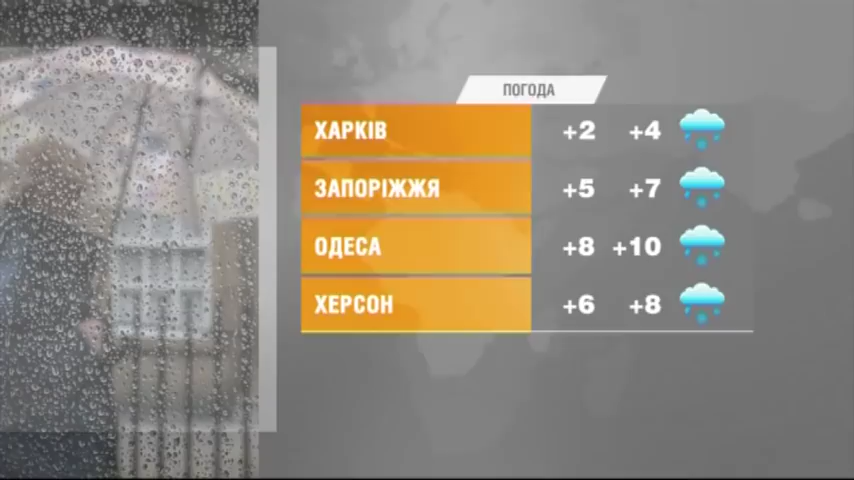 ПОГОДА
ХАРКІВ +2 +4
ЗАПОРІЖЖЯ +5 +7
ОДЕСА +8 +10
ХЕРСОН +6 +8